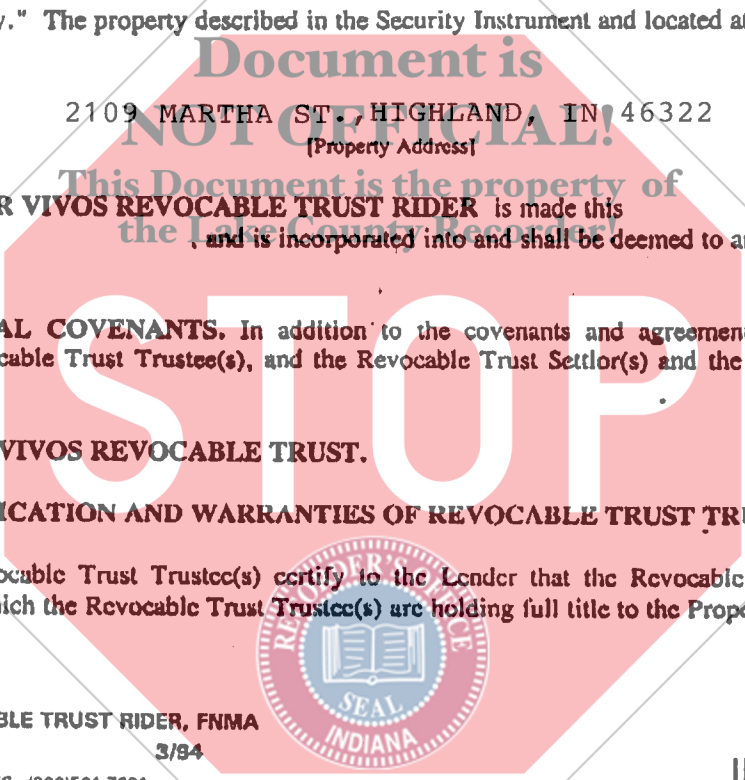 y." The property described in the Security Instrument and located a
Document is
2109 MARTHA ST., HIGHLAND, IN 46322
NOT OFFICIAL!
[Property Address]
This Document is the property of
R VIVOS REVOCABLE TRUST RIDER is made this
the Lake County Recorder!
, and is incorporated into and shall be deemed to a
AL COVENANTS. In addition to the covenants and agreemen
cable Trust Trustee(s), and the Revocable Trust Settlor(s) and the
STOP
VIVOS REVOCABLE TRUST.
ICATION AND WARRANTIES OF REVOCABLE TRUST TR
ocable Trust Trustee(s) certify to the Lender that the Revocable
hich the Revocable Trust Trustee(s) are holding full title to the Prope
RECORDER'S OFFICE
SEAL
INDIANA
BLE TRUST RIDER, FNMA
3/94